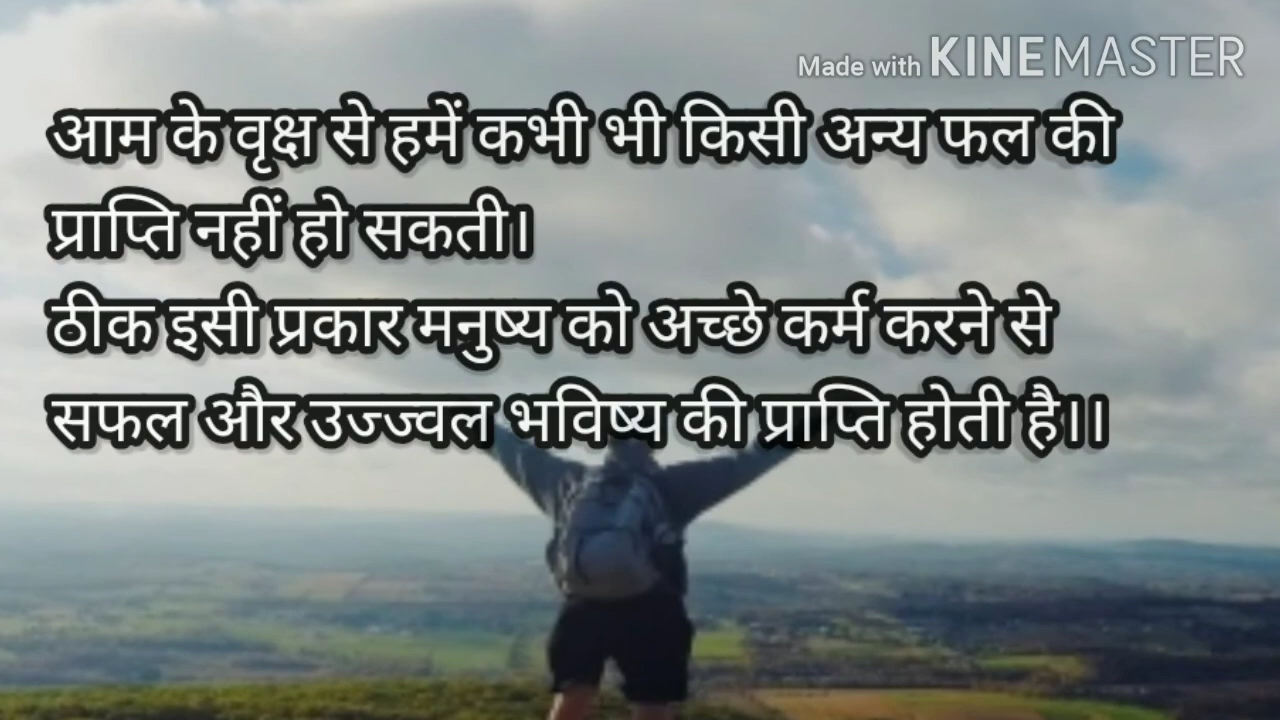 Made with KINEMASTER
आम के वृक्ष से हमें कभी भी किसी अन्य फल की
प्राप्ति नहीं हो सकती।
ठीक इसी प्रकार मनुष्य को अच्छे कर्म करने से
सफल और उज्ज्वल भविष्य की प्राप्ति होती है।।